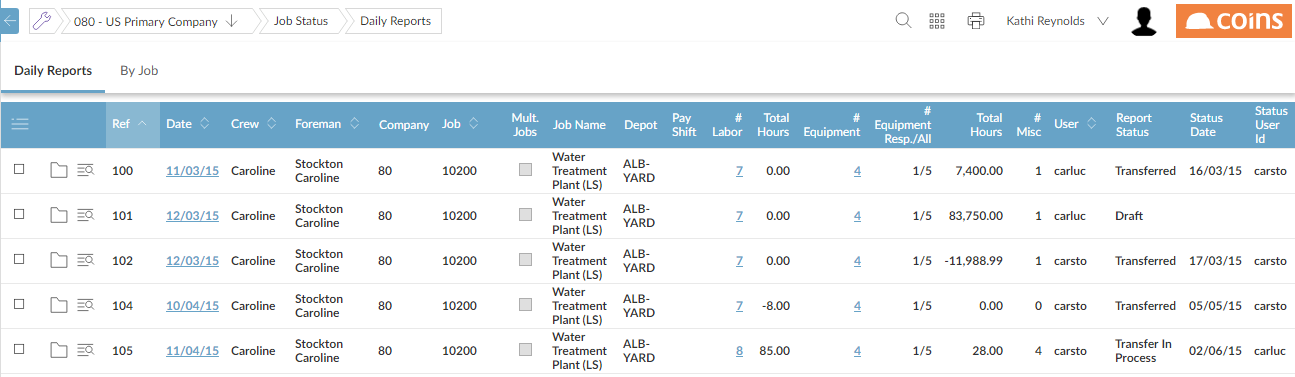 080 - US Primary Company Job Status Daily Reports Kathi Reynolds coins
Daily Reports By Job
Ref Date Crew Foreman Company Job Mult. Jobs Job Name Depot Pay Shift # Labor Total Hours # Equipment # Equipment Resp./All Total Hours # Misc User Report Status Status Date Status User Id
100 11/03/15 Caroline Stockton Caroline 80 10200 Water Treatment Plant (LS) ALB-YARD 7 0.00 4 1/5 7,400.00 1 carluc Transferred 16/03/15 carsto
101 12/03/15 Caroline Stockton Caroline 80 10200 Water Treatment Plant (LS) ALB-YARD 7 0.00 4 1/5 83,750.00 1 carluc Draft
102 12/03/15 Caroline Stockton Caroline 80 10200 Water Treatment Plant (LS) ALB-YARD 7 0.00 4 1/5 -11,988.99 1 carsto Transferred 17/03/15 carsto
104 10/04/15 Caroline Stockton Caroline 80 10200 Water Treatment Plant (LS) ALB-YARD 7 -8.00 4 1/5 0.00 0 carsto Transferred 05/05/15 carsto
105 11/04/15 Caroline Stockton Caroline 80 10200 Water Treatment Plant (LS) ALB-YARD 8 85.00 4 1/5 28.00 4 carsto Transfer In Process 02/06/15 carluc